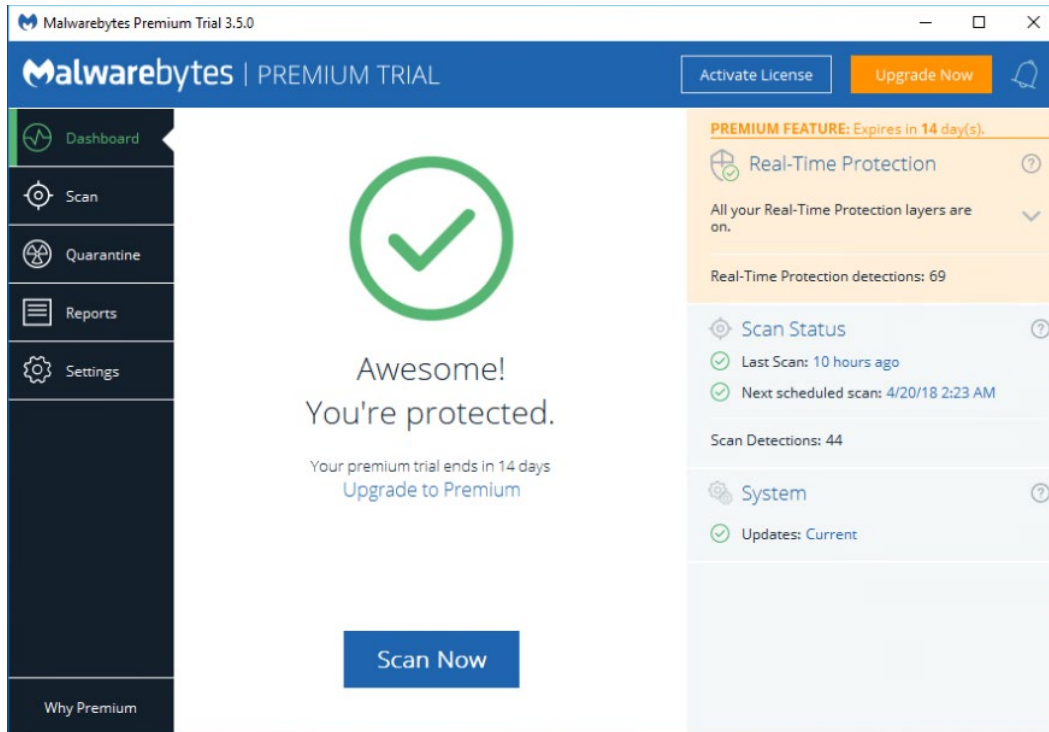 Malwarebytes Premium Trial 3.5.0
Malwarebytes | PREMIUM TRIAL
Activate License
Upgrade Now
Dashboard
Scan
Quarantine
Reports
Settings
Why Premium
Awesome!
You're protected.
Your premium trial ends in 14 days
Upgrade to Premium
Scan Now
PREMIUM FEATURE: Expires in 14 day(s).
Real-Time Protection
?
All your Real-Time Protection layers are
on.
Real-Time Protection detections: 69
Scan Status
?
Last Scan: 10 hours ago
Next scheduled scan: 4/20/18 2:23 AM
Scan Detections: 44
System
?
Updates: Current